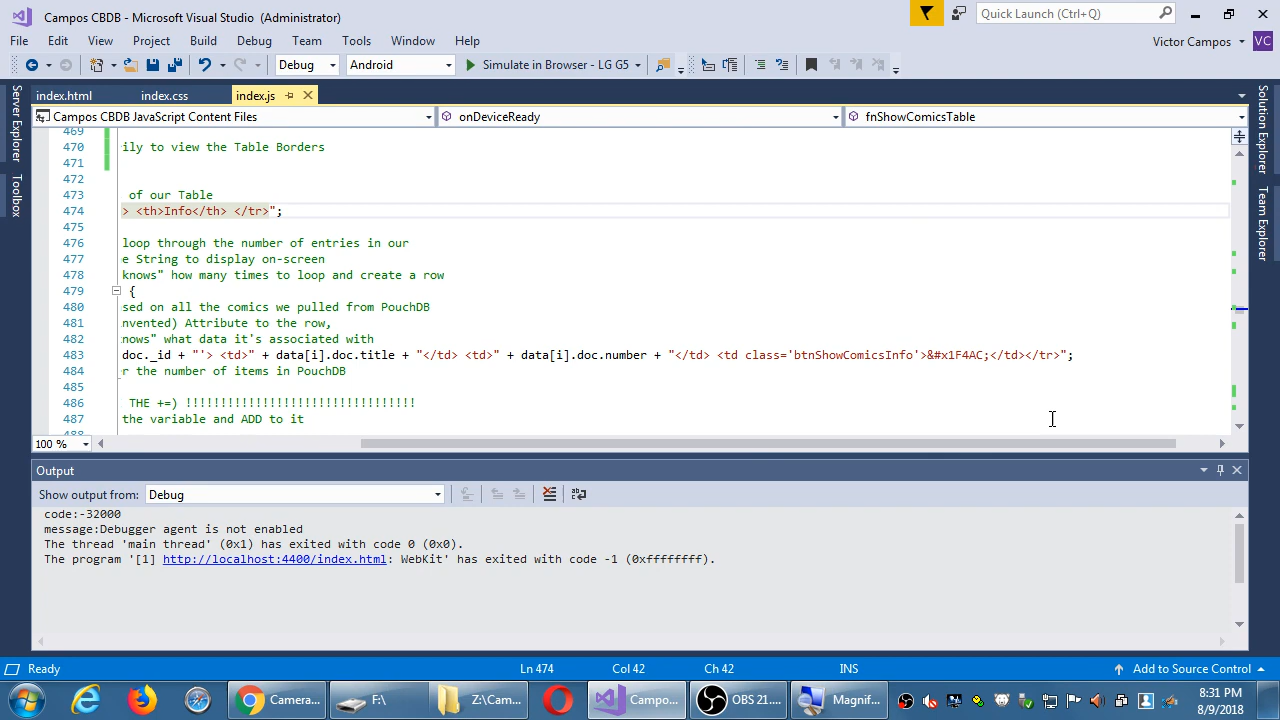 Campos CBDB - Microsoft Visual Studio (Administrator)
Quick Launch (Ctrl+Q)
File Edit View Project Build Debug Team Tools Window Help
Victor Campos VC
Debug Android Simulate in Browser - LG G5
index.html index.css index.js
Campos CBDB JavaScript Content Files onDeviceReady fnShowComicsTable
Server Explorer
Toolbox
Solution Explorer
Team Explorer
469
470 ily to view the Table Borders
471
472
473 of our Table
474 > <th>Info</th> </tr>";
475
476 loop through the number of entries in our
477 e String to display on-screen
478 knows" how many times to loop and create a row
479 {
480 sed on all the comics we pulled from PouchDB
481 nvented) Attribute to the row,
482 nows" what data it's associated with
483 doc._id + "'> <td>" + data[i].doc.title + "</td> <td>" + data[i].doc.number + "</td> <td class='btnShowComicsInfo'>&#x1F4AC;</td></tr>";
484 r the number of items in PouchDB
485
486 THE +=) !!!!!!!!!!!!!!!!!!!!!!!!!!!!!!!!!
487 the variable and ADD to it
488
100 %
Output
Show output from: Debug
code:-32000
message:Debugger agent is not enabled
The thread 'main thread' (0x1) has exited with code 0 (0x0).
The program '[1] http://localhost:4400/index.html: WebKit' has exited with code -1 (0xffffffff).
Ready Ln 474 Col 42 Ch 42 INS Add to Source Control
Camera... F:\ Z:\Cam... Campo... OBS 21.... Magnif...
8:31 PM
8/9/2018